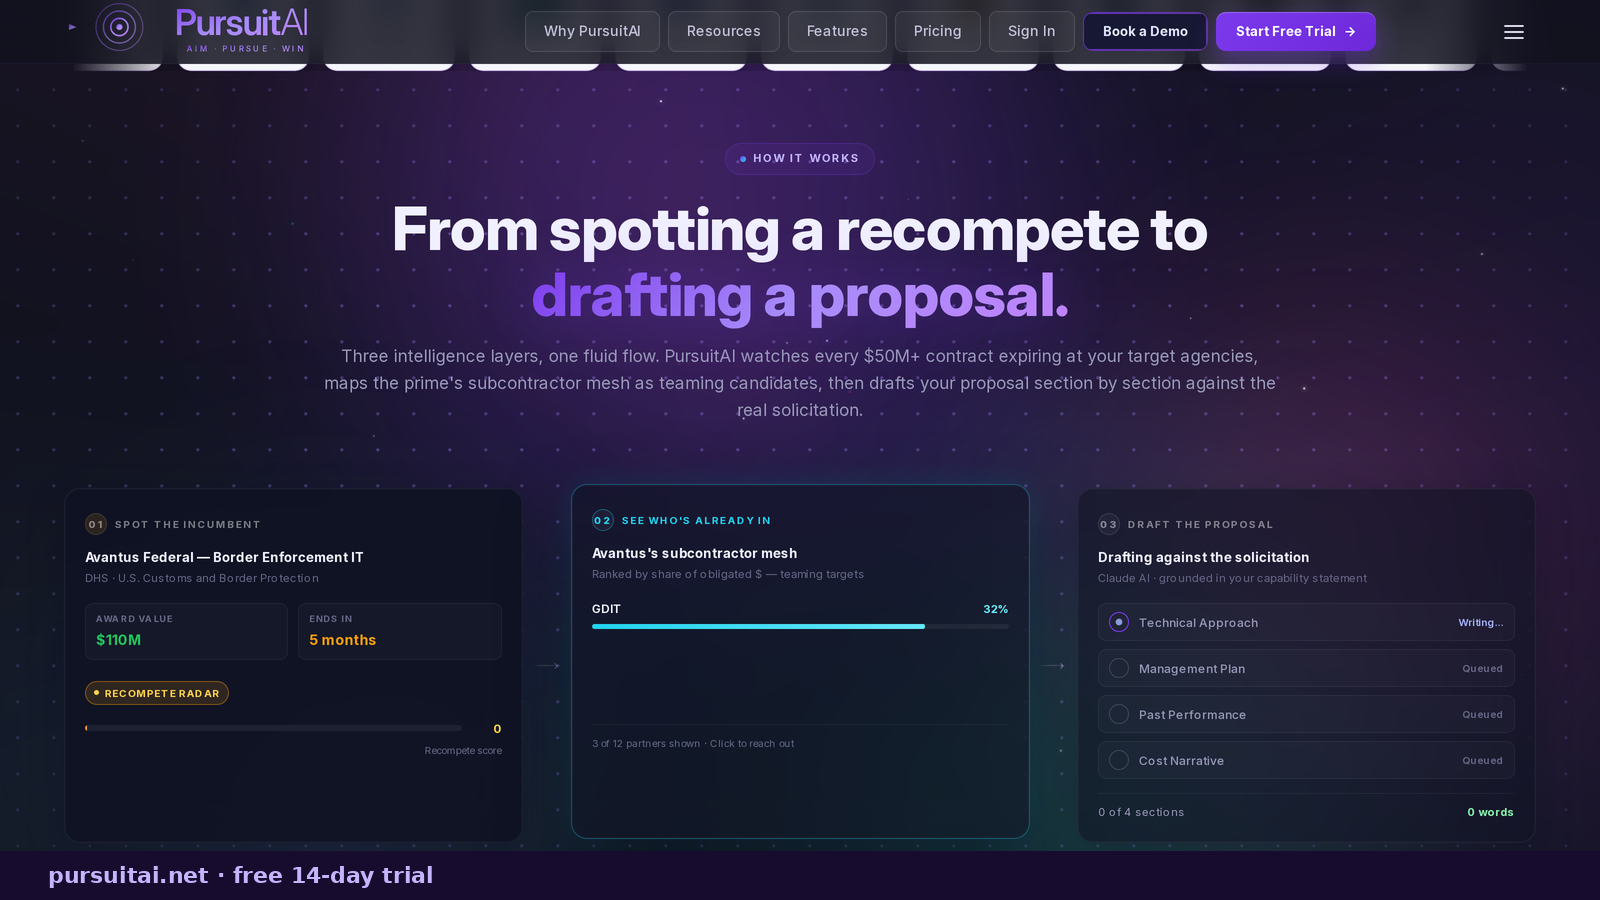 PursuitAI
AIM · PURSUE · WIN
Why PursuitAI
Resources
Features
Pricing
Sign In
Book a Demo
Start Free Trial →
HOW IT WORKS
From spotting a recompete to
drafting a proposal.
Three intelligence layers, one fluid flow. PursuitAI watches every $50M+ contract expiring at your target agencies,
maps the prime's subcontractor mesh as teaming candidates, then drafts your proposal section by section against the
real solicitation.
01 SPOT THE INCUMBENT
Avantus Federal — Border Enforcement IT
DHS · U.S. Customs and Border Protection
AWARD VALUE
$110M
ENDS IN
5 months
RECOMPETE RADAR
0
Recompete score
02 SEE WHO'S ALREADY IN
Avantus's subcontractor mesh
Ranked by share of obligated $ — teaming targets
GDIT 32%
3 of 12 partners shown · Click to reach out
03 DRAFT THE PROPOSAL
Drafting against the solicitation
Claude AI · grounded in your capability statement
Technical Approach Writing...
Management Plan Queued
Past Performance Queued
Cost Narrative Queued
0 of 4 sections 0 words
pursuitai.net · free 14-day trial